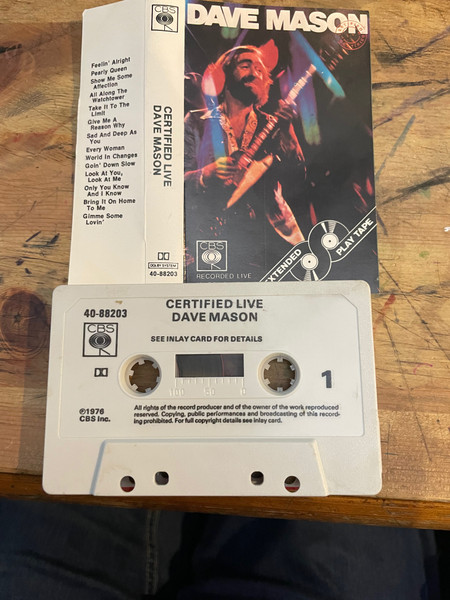 Feelin' Alright
Pearly Queen
Show Me Some
Affection
All Along The
Watchtower
Take It To The
Limit
Give Me A
Reason Why
Sad And Deep As
You
Every Woman
World In Changes
Goin' Down Slow
Look At You,
Look At Me
Only You Know
And I Know
Bring It On Home
To Me
Gimme Some
Lovin'
CBS
CERTIFIED LIVE
DAVE MASON
DOLBY SYSTEM
40-88203
DAVE MASON
CBS
RECORDED LIVE
EXTENDED
PLAY TAPE
40-88203
CERTIFIED LIVE
DAVE MASON
CBS
SEE INLAY CARD FOR DETAILS
1
100 50 0
℗1976
CBS Inc.
All rights of the record producer and of the owner of the work reproduced
reserved. Copying, public performances and broadcasting of this record-
ing prohibited. For full copyright details see inlay card.